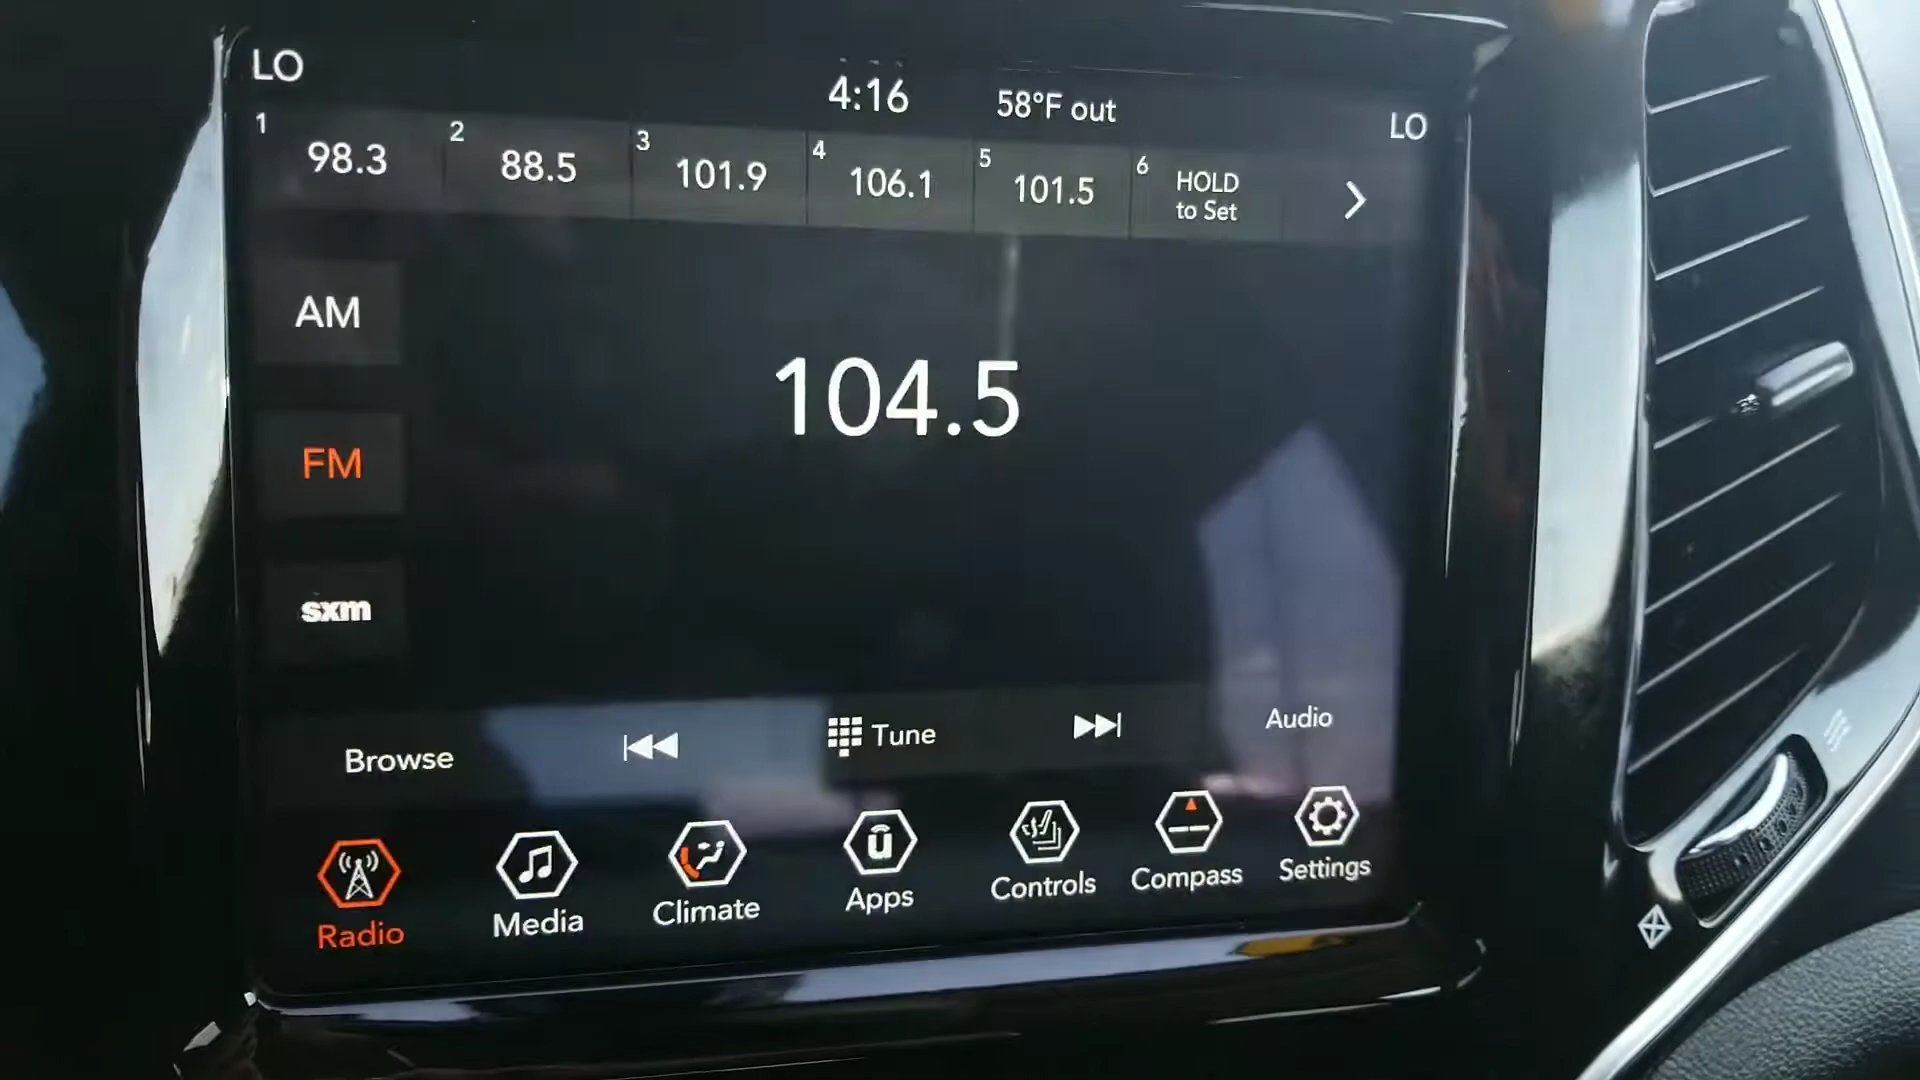 LO
4:16
58°F out
LO
1
98.3
2
88.5
3
101.9
4
106.1
5
101.5
6
HOLD
to Set
AM
104.5
FM
sxm
Browse
Tune
Audio
Radio
Media
Climate
Apps
Controls
Compass
Settings